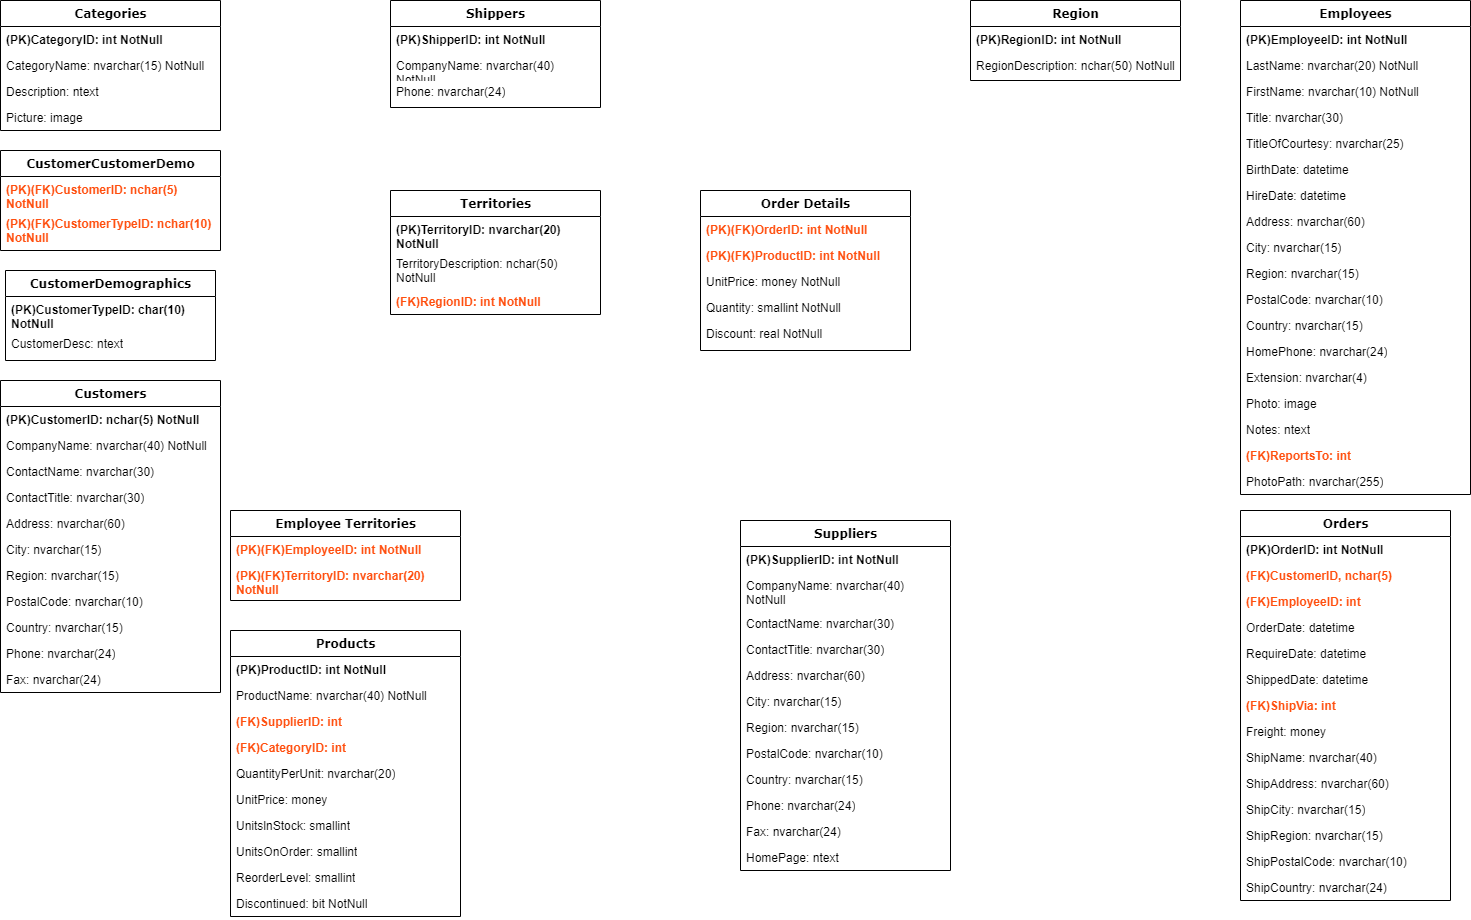 Categories
(PK)CategoryID: int NotNull
CategoryName: nvarchar(15) NotNull
Description: ntext
Picture: image
CustomerCustomerDemo
(PK)(FK)CustomerID: nchar(5)
NotNull
(PK)(FK)CustomerTypeID: nchar(10)
NotNull
CustomerDemographics
(PK)CustomerTypeID: char(10)
NotNull
CustomerDesc: ntext
Customers
(PK)CustomerID: nchar(5) NotNull
CompanyName: nvarchar(40) NotNull
ContactName: nvarchar(30)
ContactTitle: nvarchar(30)
Address: nvarchar(60)
City: nvarchar(15)
Region: nvarchar(15)
PostalCode: nvarchar(10)
Country: nvarchar(15)
Phone: nvarchar(24)
Fax: nvarchar(24)
Shippers
(PK)ShipperID: int NotNull
CompanyName: nvarchar(40)
NotNull
Phone: nvarchar(24)
Territories
(PK)TerritoryID: nvarchar(20)
NotNull
TerritoryDescription: nchar(50)
NotNull
(FK)RegionID: int NotNull
Employee Territories
(PK)(FK)EmployeeID: int NotNull
(PK)(FK)TerritoryID: nvarchar(20)
NotNull
Products
(PK)ProductID: int NotNull
ProductName: nvarchar(40) NotNull
(FK)SupplierID: int
(FK)CategoryID: int
QuantityPerUnit: nvarchar(20)
UnitPrice: money
UnitsInStock: smallint
UnitsOnOrder: smallint
ReorderLevel: smallint
Discontinued: bit NotNull
Order Details
(PK)(FK)OrderID: int NotNull
(PK)(FK)ProductID: int NotNull
UnitPrice: money NotNull
Quantity: smallint NotNull
Discount: real NotNull
Suppliers
(PK)SupplierID: int NotNull
CompanyName: nvarchar(40)
NotNull
ContactName: nvarchar(30)
ContactTitle: nvarchar(30)
Address: nvarchar(60)
City: nvarchar(15)
Region: nvarchar(15)
PostalCode: nvarchar(10)
Country: nvarchar(15)
Phone: nvarchar(24)
Fax: nvarchar(24)
HomePage: ntext
Region
(PK)RegionID: int NotNull
RegionDescription: nchar(50) NotNull
Employees
(PK)EmployeeID: int NotNull
LastName: nvarchar(20) NotNull
FirstName: nvarchar(10) NotNull
Title: nvarchar(30)
TitleOfCourtesy: nvarchar(25)
BirthDate: datetime
HireDate: datetime
Address: nvarchar(60)
City: nvarchar(15)
Region: nvarchar(15)
PostalCode: nvarchar(10)
Country: nvarchar(15)
HomePhone: nvarchar(24)
Extension: nvarchar(4)
Photo: image
Notes: ntext
(FK)ReportsTo: int
PhotoPath: nvarchar(255)
Orders
(PK)OrderID: int NotNull
(FK)CustomerID, nchar(5)
(FK)EmployeeID: int
OrderDate: datetime
RequireDate: datetime
ShippedDate: datetime
(FK)ShipVia: int
Freight: money
ShipName: nvarchar(40)
ShipAddress: nvarchar(60)
ShipCity: nvarchar(15)
ShipRegion: nvarchar(15)
ShipPostalCode: nvarchar(10)
ShipCountry: nvarchar(24)